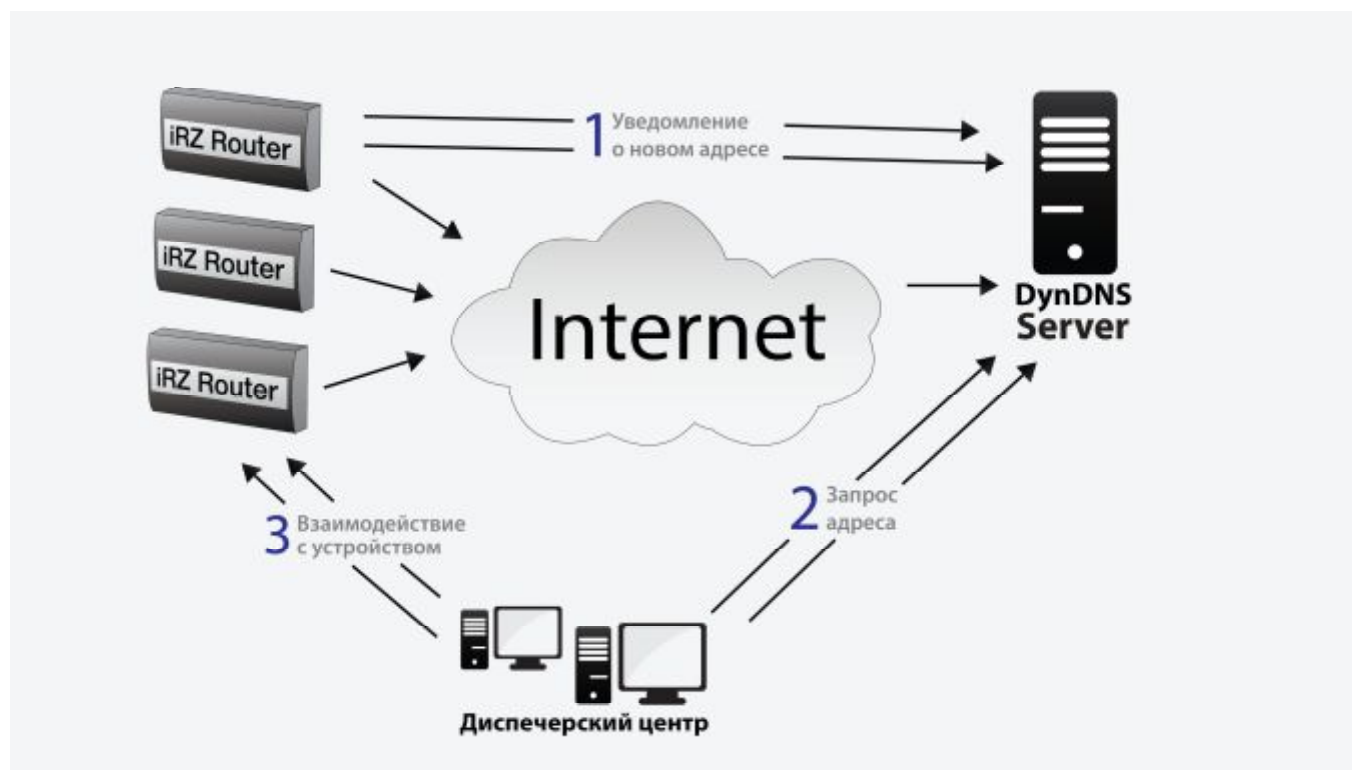 iRZ Router
1 Уведомление
о новом адресе
iRZ Router
iRZ Router
Internet
DynDNS
Server
2 Запрос
адреса
3 Взаимодействие
с устройством
Диспечерский центр